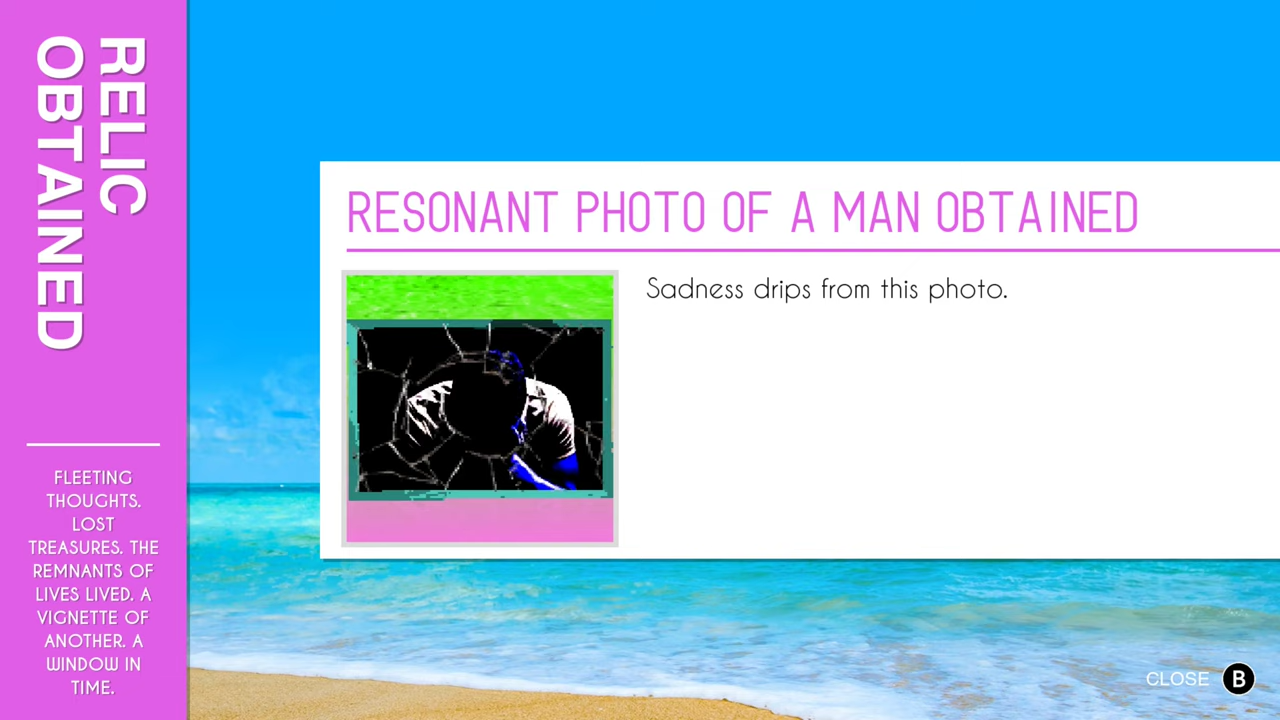 RELIC
OBTAINED
FLEETING
THOUGHTS.
LOST
TREASURES. THE
REMNANTS OF
LIVES LIVED. A
VIGNETTE OF
ANOTHER. A
WINDOW IN
TIME.
RESONANT PHOTO OF A MAN OBTAINED
Sadness drips from this photo.
CLOSE B